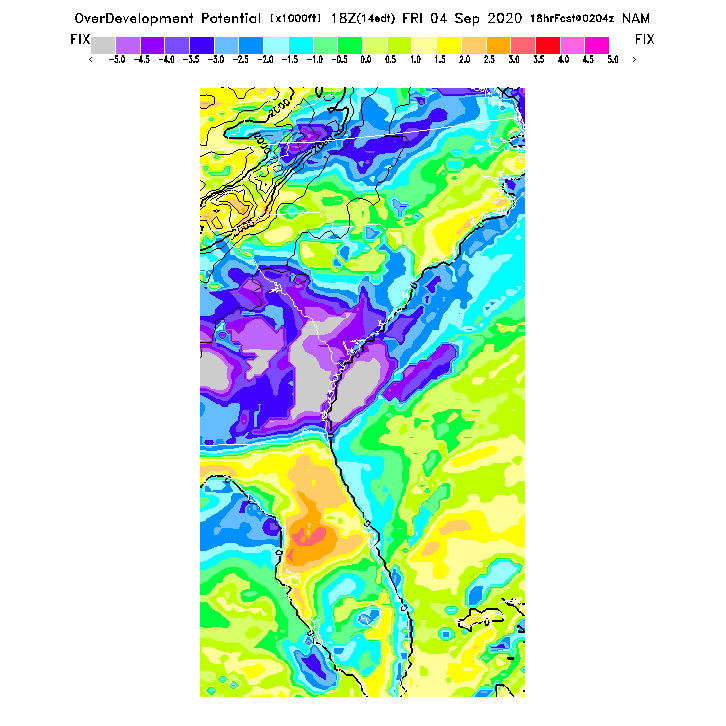 OverDevelopment Potential [x1000ft] 18Z(14edt) FRI 04 Sep 2020 18hrFcst@0204z NAM
FIX FIX
< -5.0 -4.5 -4.0 -3.5 -3.0 -2.5 -2.0 -1.5 -1.0 -0.5 0.0 0.5 1.0 1.5 2.0 2.5 3.0 3.5 4.0 4.5 5.0 >
2000